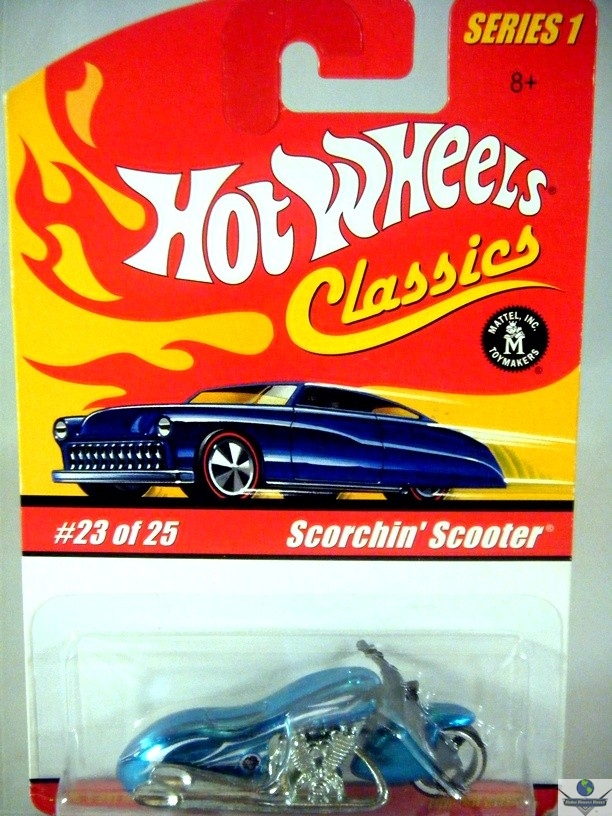 SERIES 1
8+
HOT WHEELS®
Classics
MATTEL, INC.
M
TOYMAKERS
®
#23 of 25
Scorchin' Scooter®